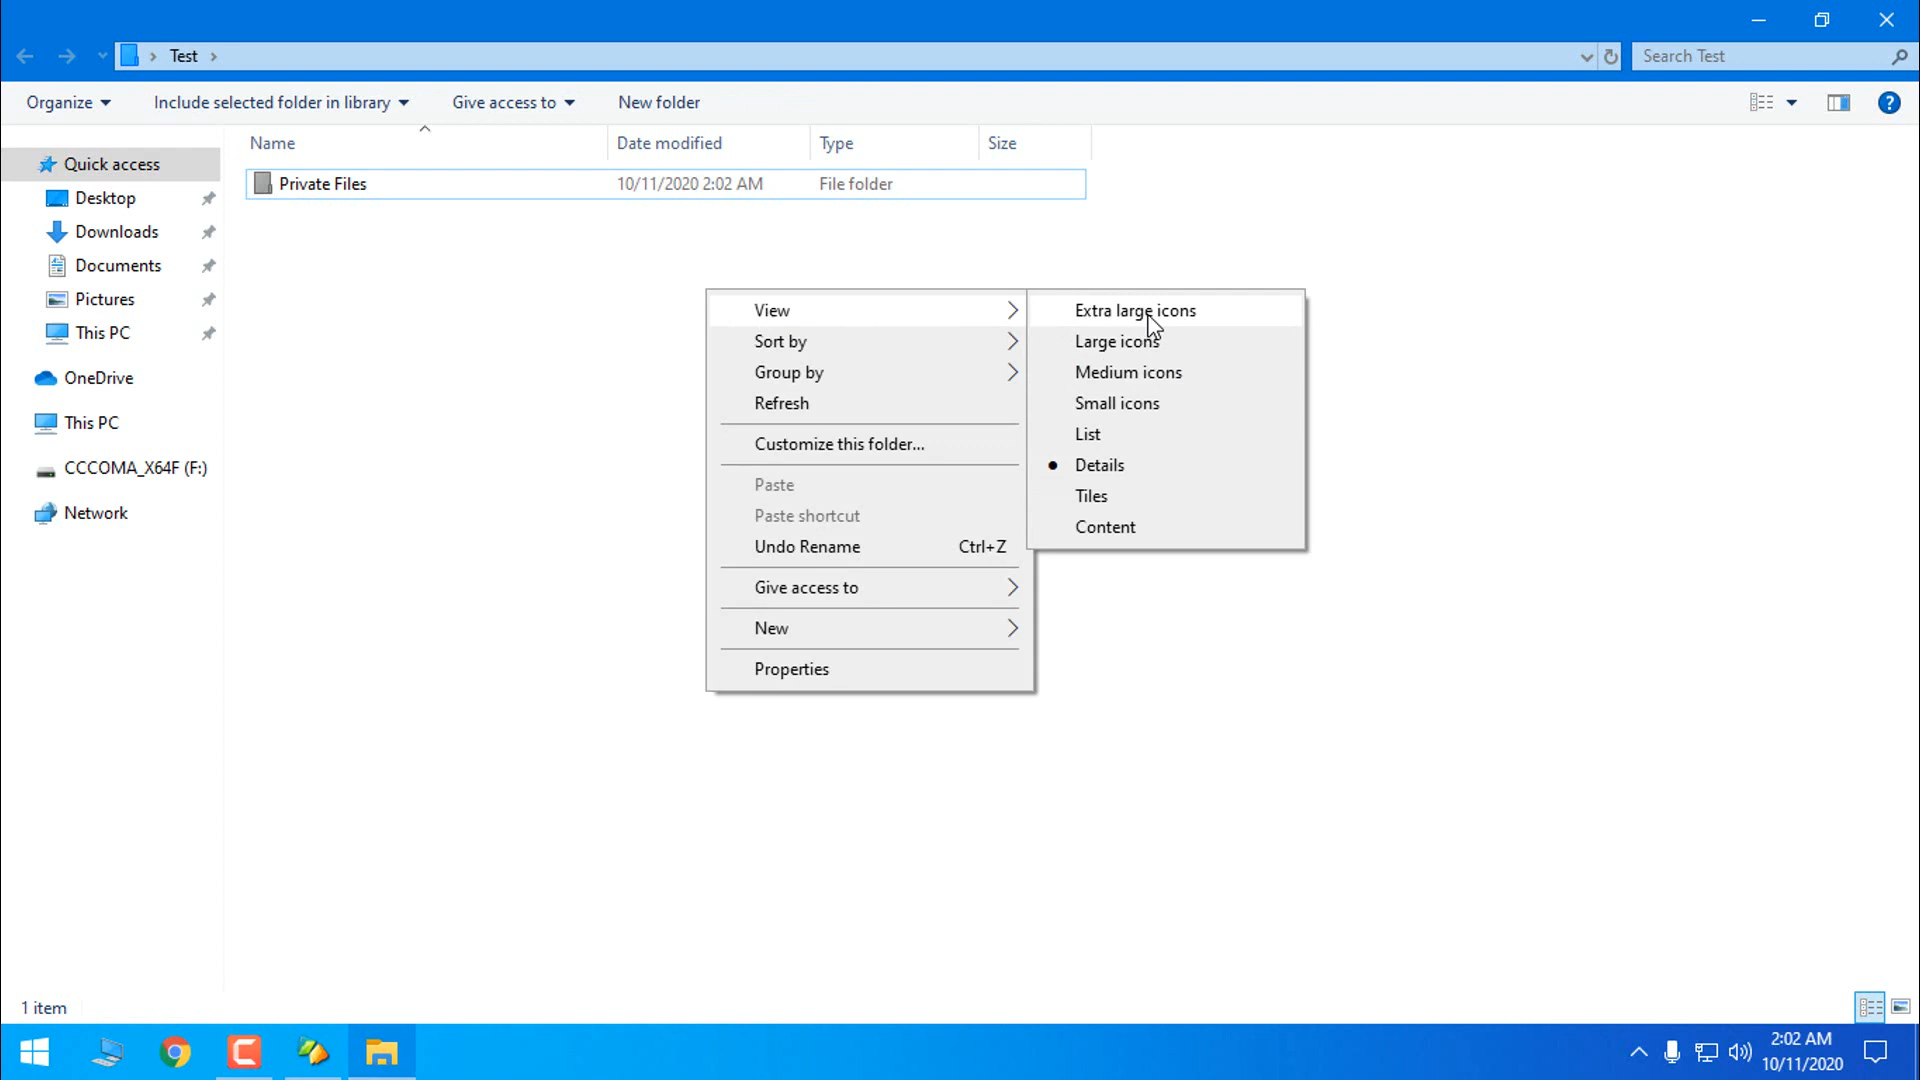 Test
Search Test
Organize
Include selected folder in library
Give access to
New folder
Name
Date modified
Type
Size
Quick access
Private Files
10/11/2020 2:02 AM
File folder
Desktop
Downloads
Documents
Pictures
This PC
OneDrive
This PC
CCCOMA_X64F (F:)
Network
View
Sort by
Group by
Refresh
Customize this folder...
Paste
Paste shortcut
Undo Rename Ctrl+Z
Give access to
New
Properties
Extra large icons
Large icons
Medium icons
Small icons
List
Details
Tiles
Content
1 item
2:02 AM
10/11/2020